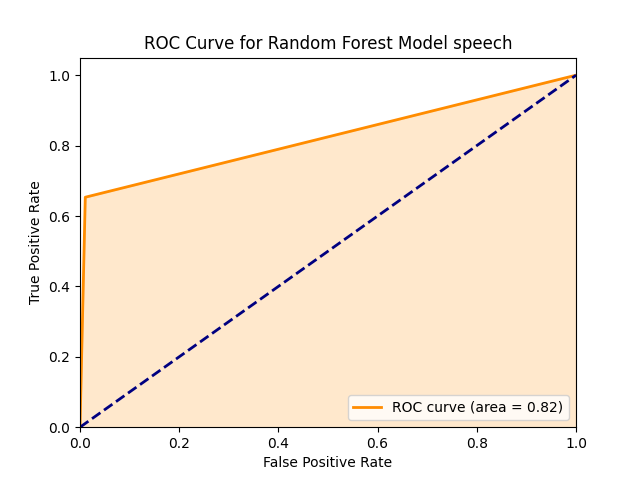 ROC Curve for Random Forest Model speech
True Positive Rate
1.0
0.8
0.6
0.4
0.2
0.0
ROC curve (area = 0.82)
0.0 0.2 0.4 0.6 0.8 1.0
False Positive Rate